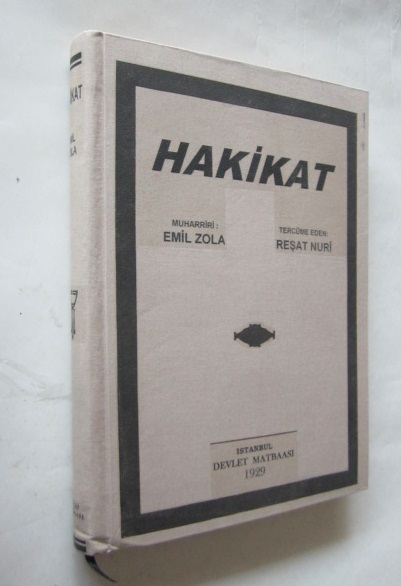 HAKİKAT
MUHARRİRİ :
EMİL ZOLA
TERCÜME EDEN:
REŞAT NURİ
ISTANBUL
DEVLET MATBAASI
1929